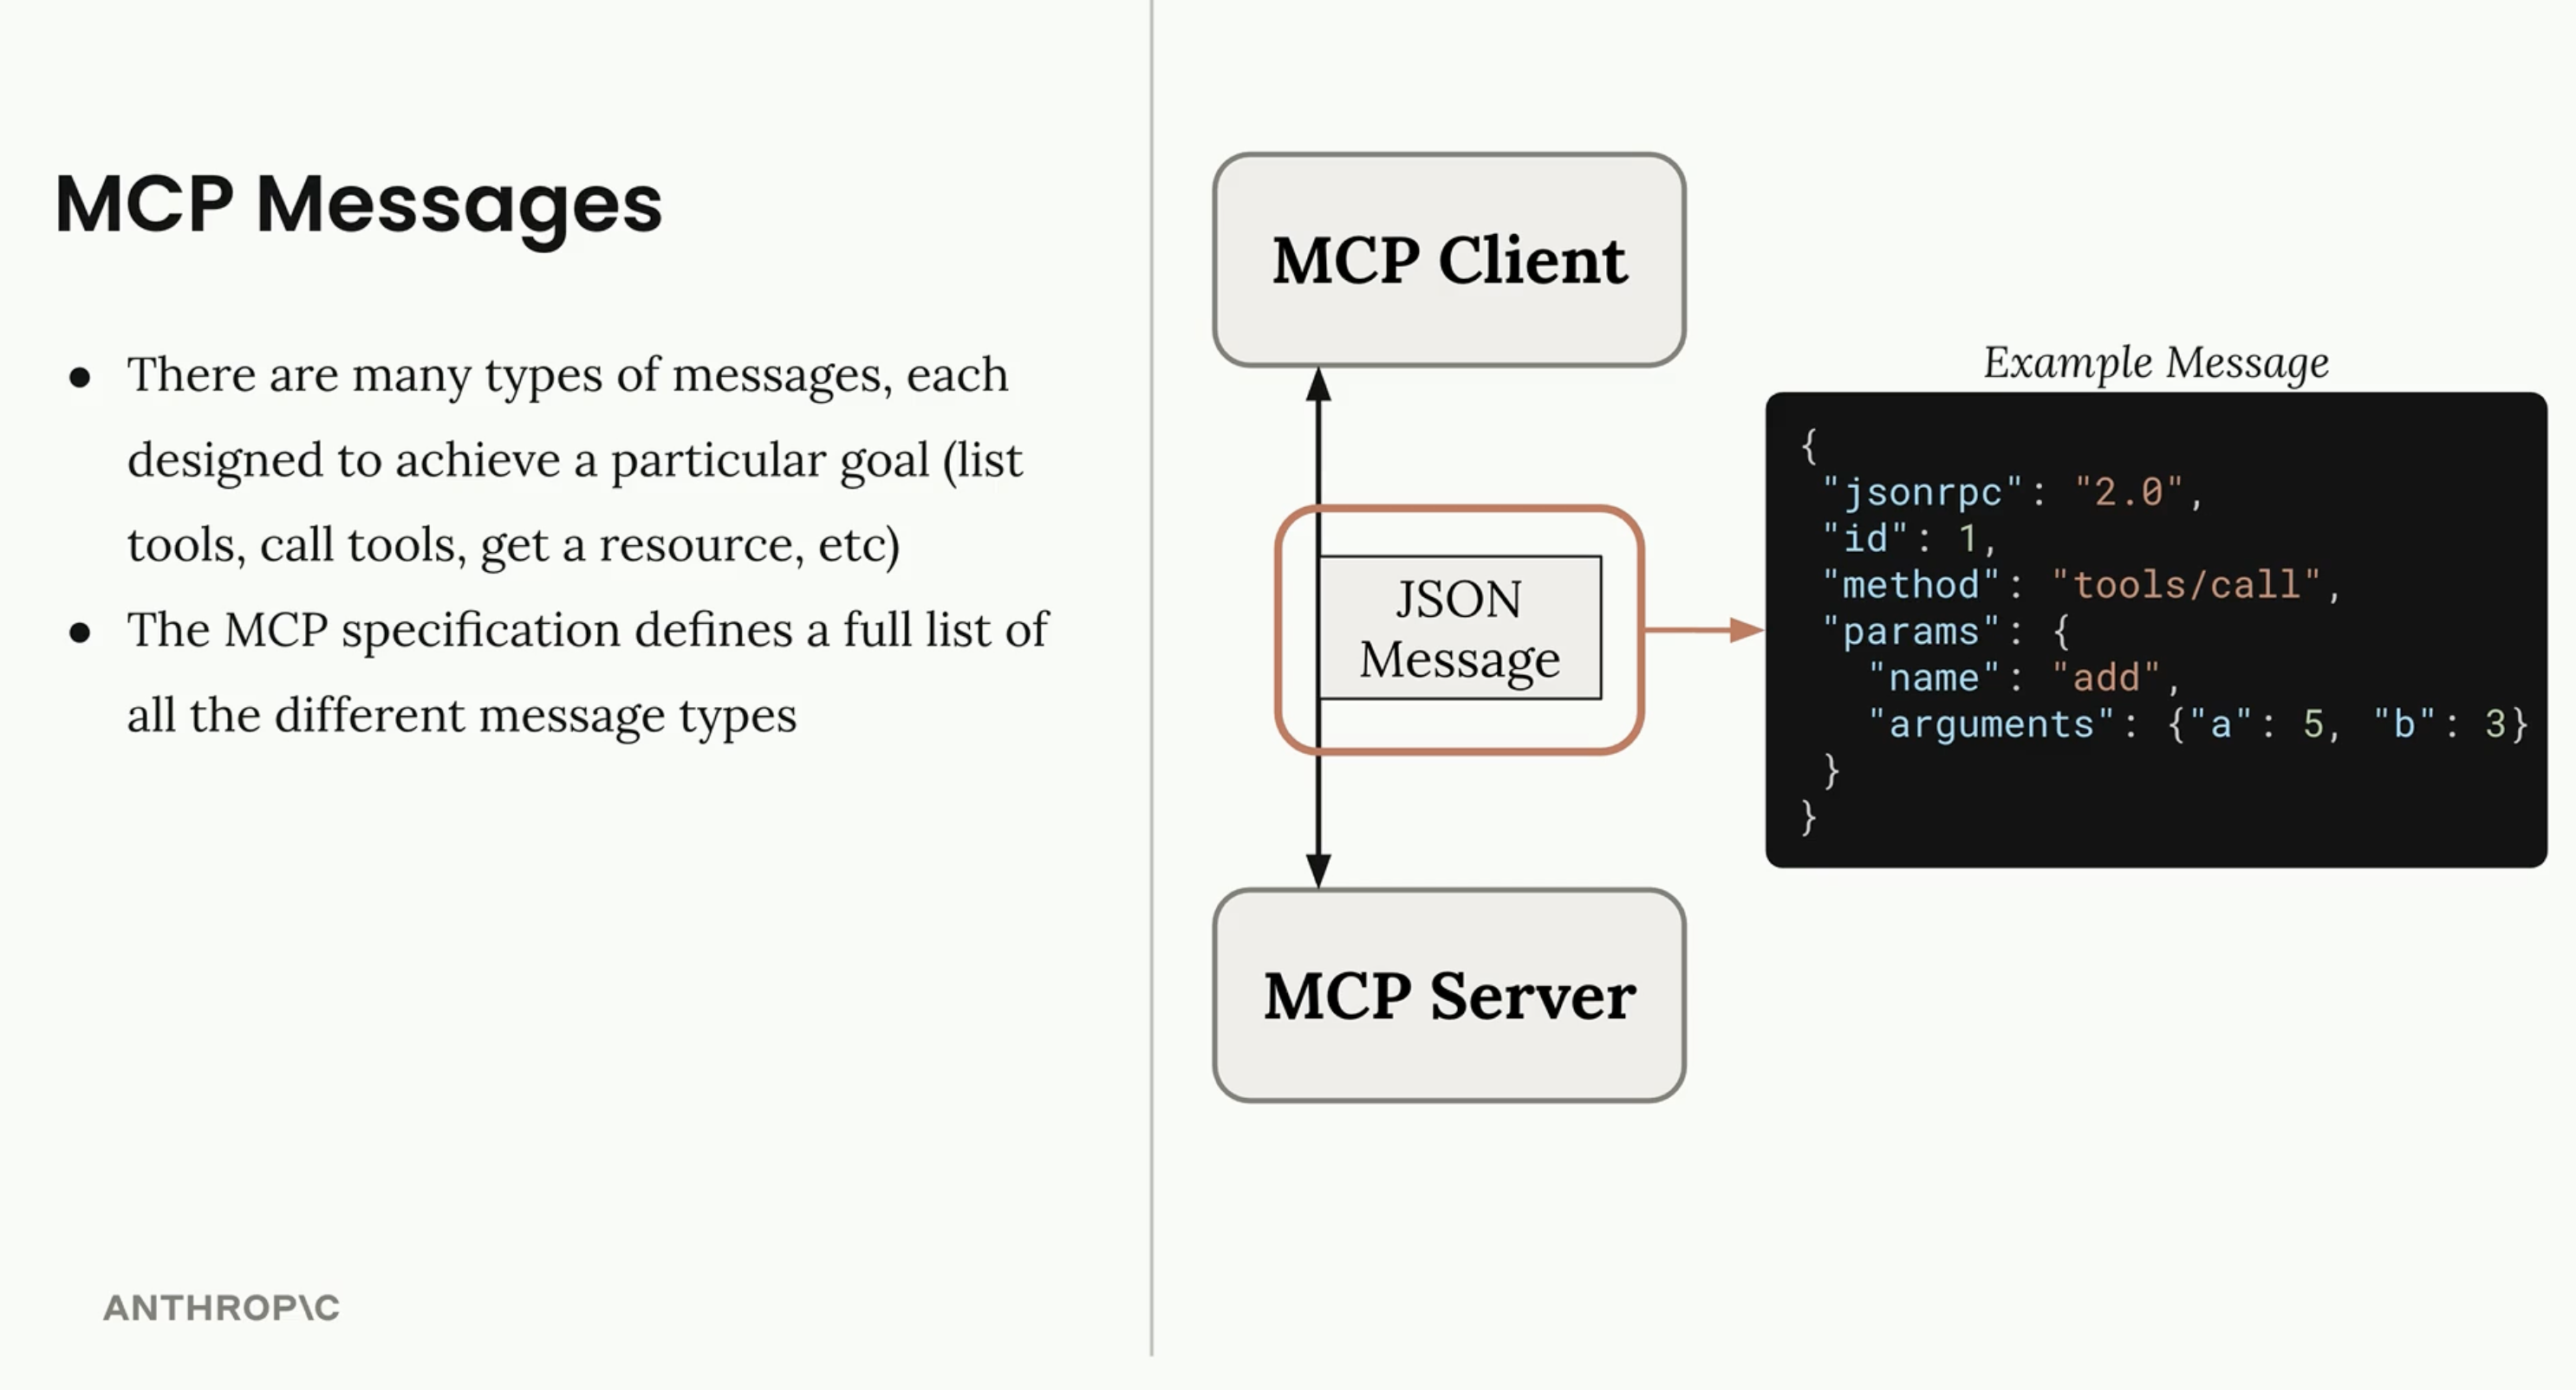 MCP Messages
● There are many types of messages, each
designed to achieve a particular goal (list
tools, call tools, get a resource, etc)
● The MCP specification defines a full list of
all the different message types
ANTHROP\C
MCP Client
JSON
Message
MCP Server
Example Message
{
 "jsonrpc": "2.0",
 "id": 1,
 "method": "tools/call",
 "params": {
   "name": "add",
   "arguments": {"a": 5, "b": 3}
 }
}